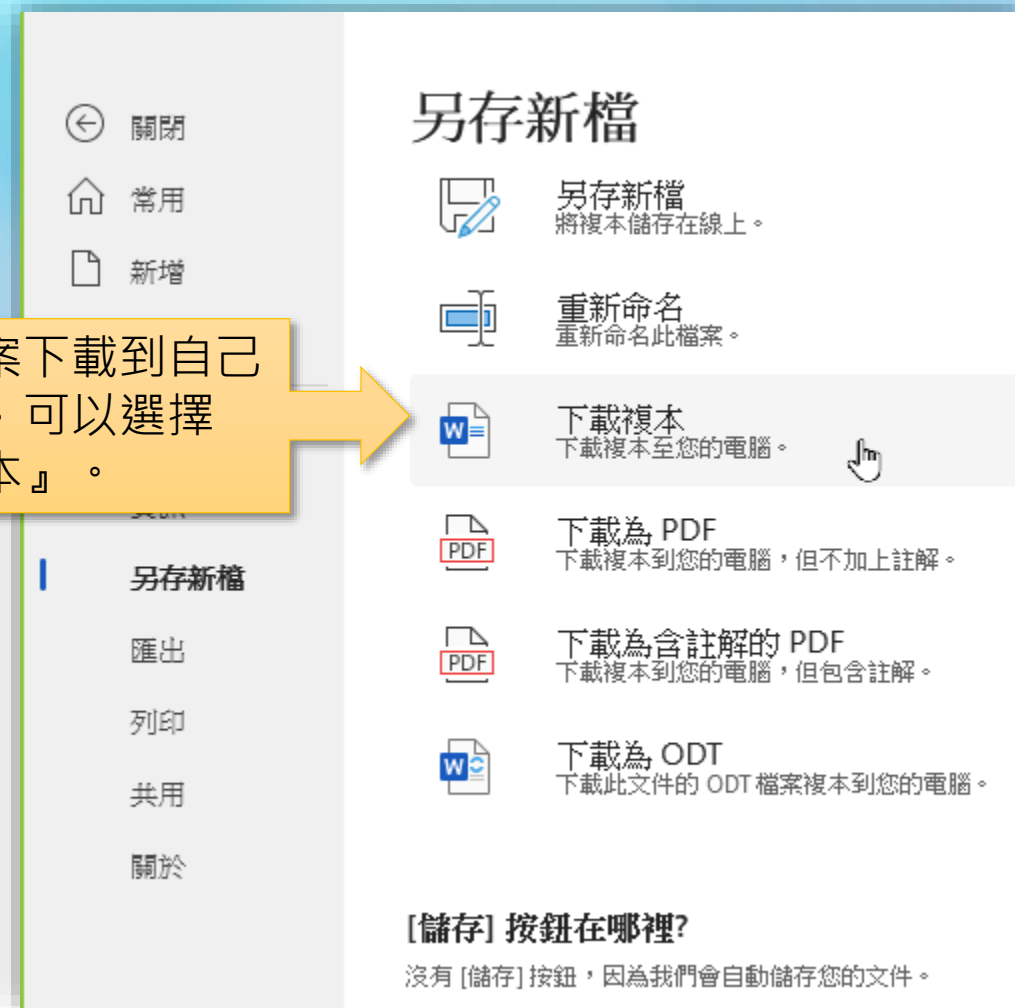 關閉
常用
新增
案下載到自己
，可以選擇
本』。
另存新檔
匯出
列印
共用
關於
另存新檔
另存新檔
將複本儲存在線上。
重新命名
重新命名此檔案。
下載複本
下載複本至您的電腦。
下載為 PDF
下載複本到您的電腦，但不加上註解。
下載為含註解的 PDF
下載複本到您的電腦，但包含註解。
下載為 ODT
下載此文件的 ODT 檔案複本到您的電腦。
[儲存] 按鈕在哪裡?
沒有 [儲存] 按鈕，因為我們會自動儲存您的文件。